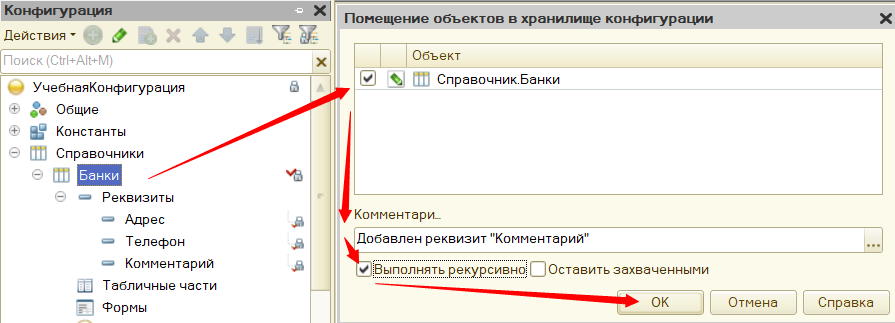 Конфигурация
Действия
Поиск (Ctrl+Alt+M)
УчебнаяКонфигурация
Общие
Константы
Справочники
Банки
Реквизиты
Адрес
Телефон
Комментарий
Табличные части
Формы
Помещение объектов в хранилище конфигурации
Объект
Справочник.Банки
Комментари...
Добавлен реквизит "Комментарий"
...
Выполнять рекурсивно
Оставить захваченными
ОК
Отмена
Справка